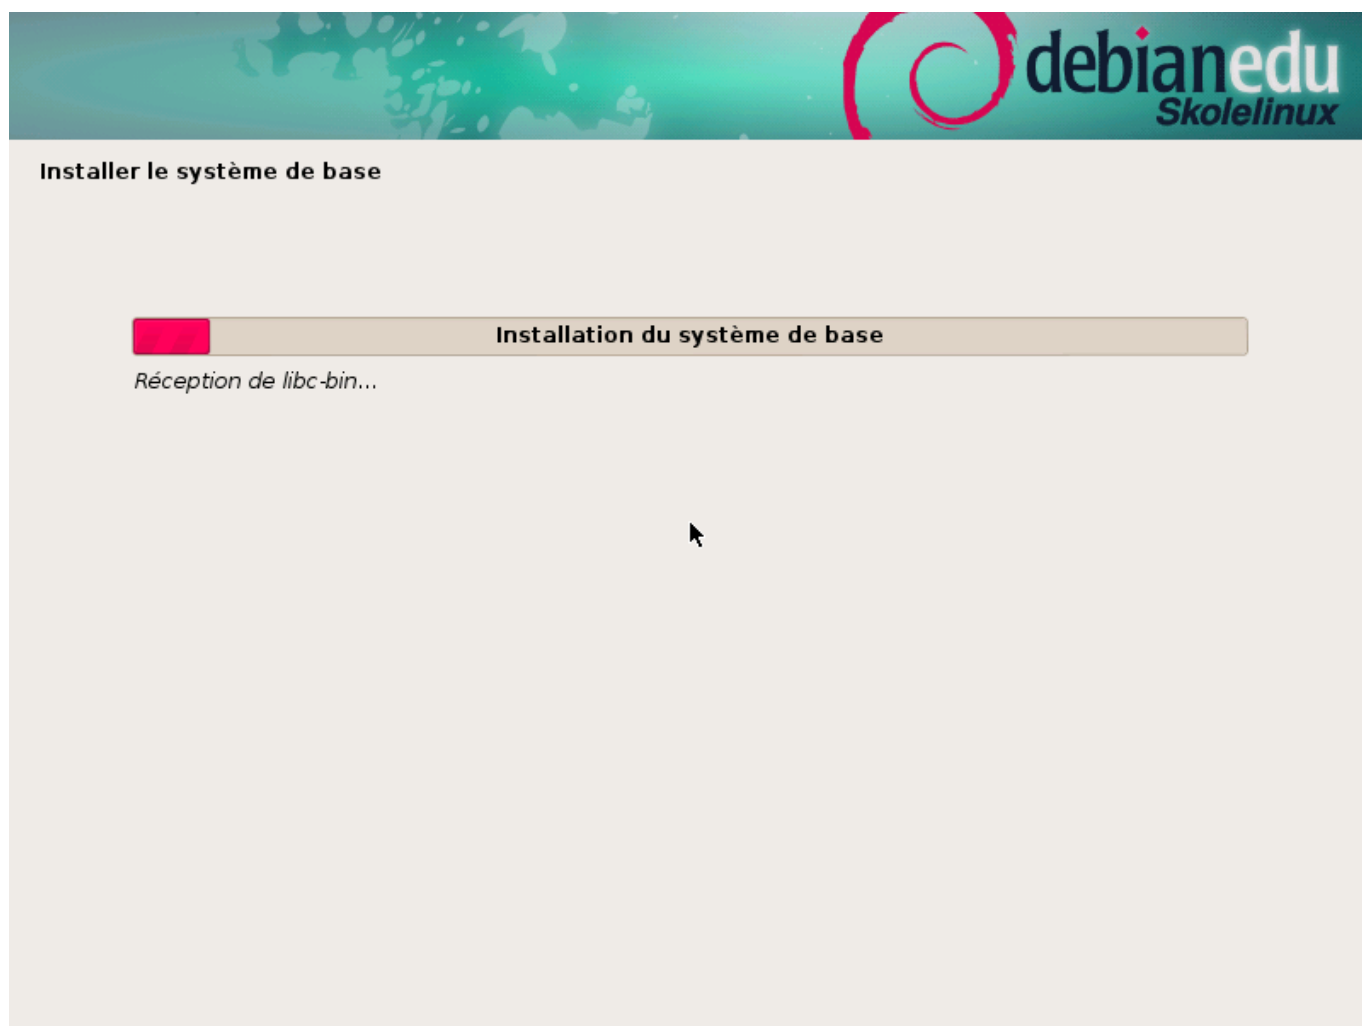 debianedu
Skolelinux
Installer le système de base
Installation du système de base
Réception de libc-bin...